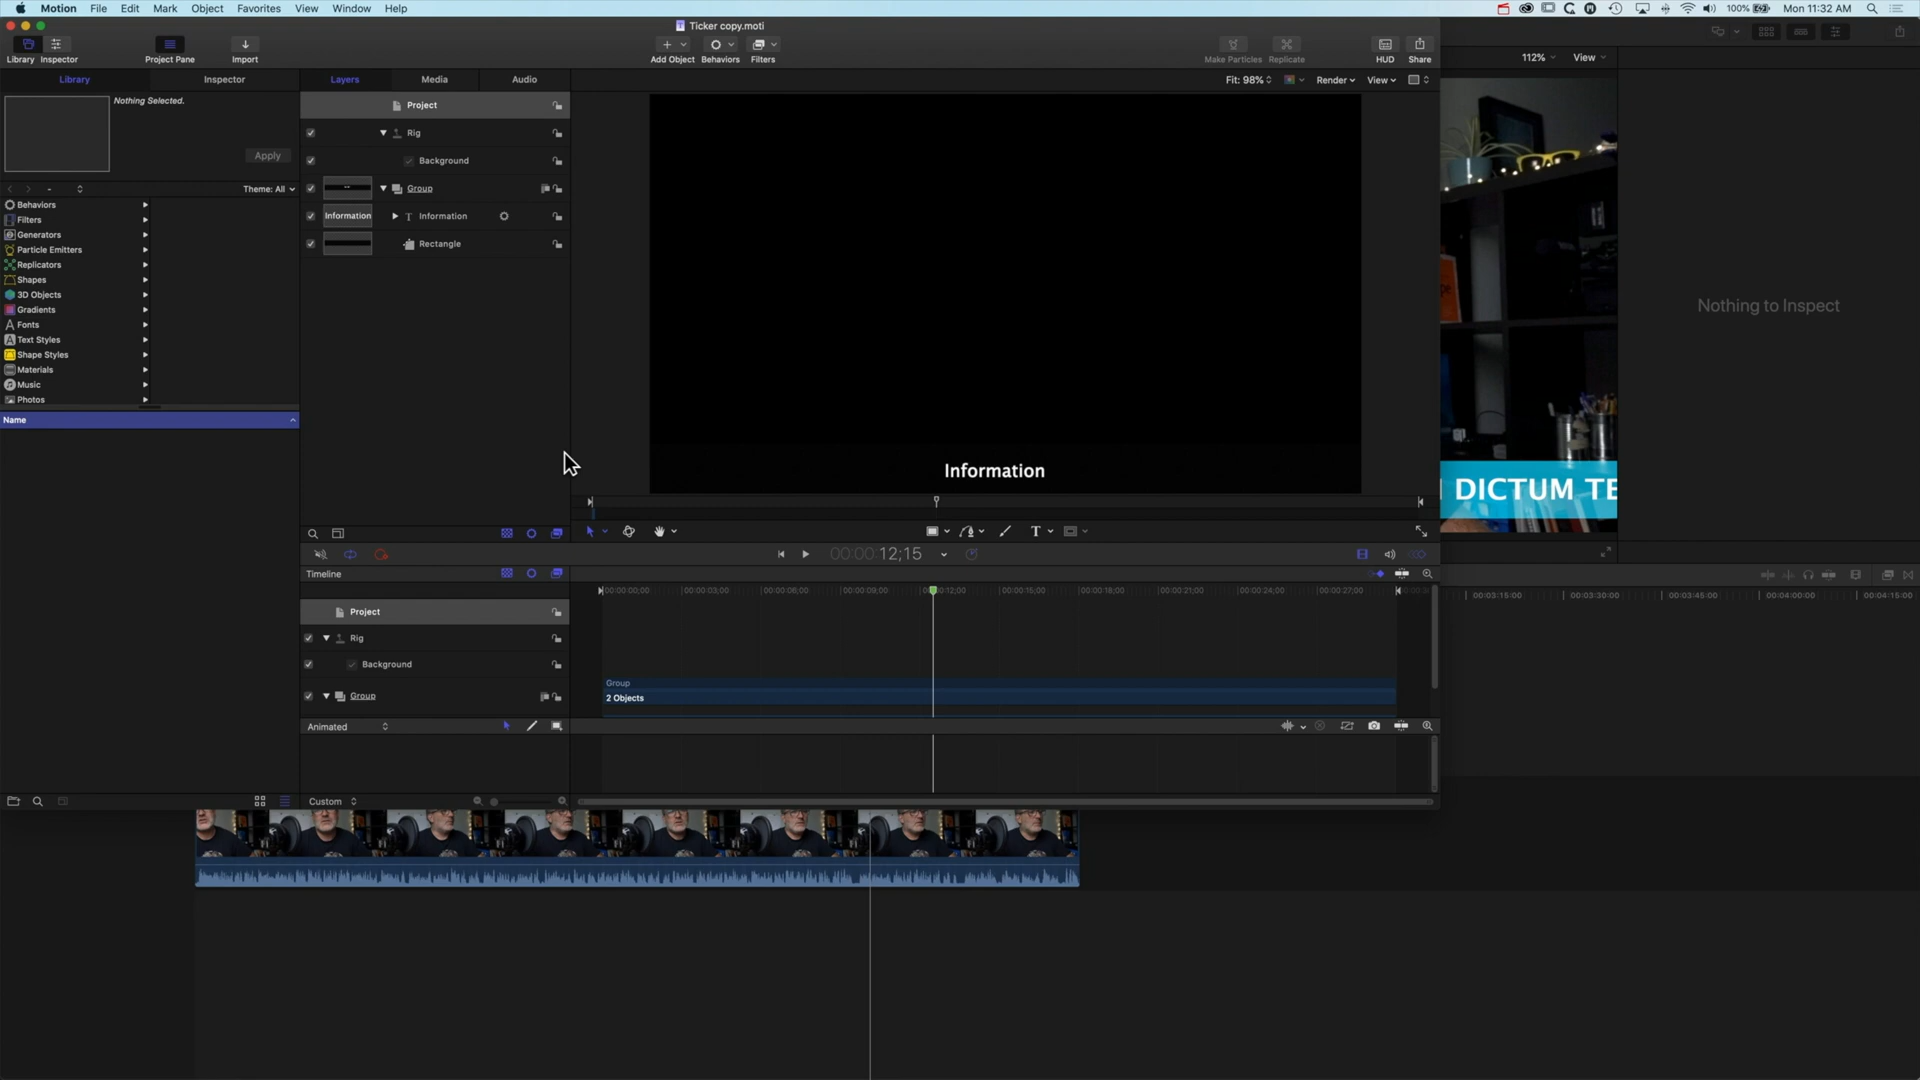 Motion File Edit Mark Object Favorites View Window Help 100% Mon 11:32 AM
Ticker copy.moti
Library Inspector Project Pane Import Add Object Behaviors Filters Make Particles Replicate HUD Share
112% View
Library Inspector Layers Media Audio Fit: 98% Render View
Nothing Selected.
Apply
Theme: All
Behaviors
Filters
Generators
Particle Emitters
Replicators
Shapes
3D Objects
Gradients
Fonts
Text Styles
Shape Styles
Materials
Music
Photos
Name
Project
Rig
Background
Group
Information Information
Rectangle
Information
Nothing to Inspect
DICTUM TE
00:00:12;15
Timeline
00:00:00;00 00:00:03;00 00:00:06;00 00:00:09;00 00:00:12;00 00:00:15;00 00:00:18;00 00:00:21;00 00:00:24;00 00:00:27;00
00:03:15:00 00:03:30:00 00:03:45:00 00:04:00:00 00:04:15:00
Project
Rig
Background
Group
Group
2 Objects
Animated
Custom